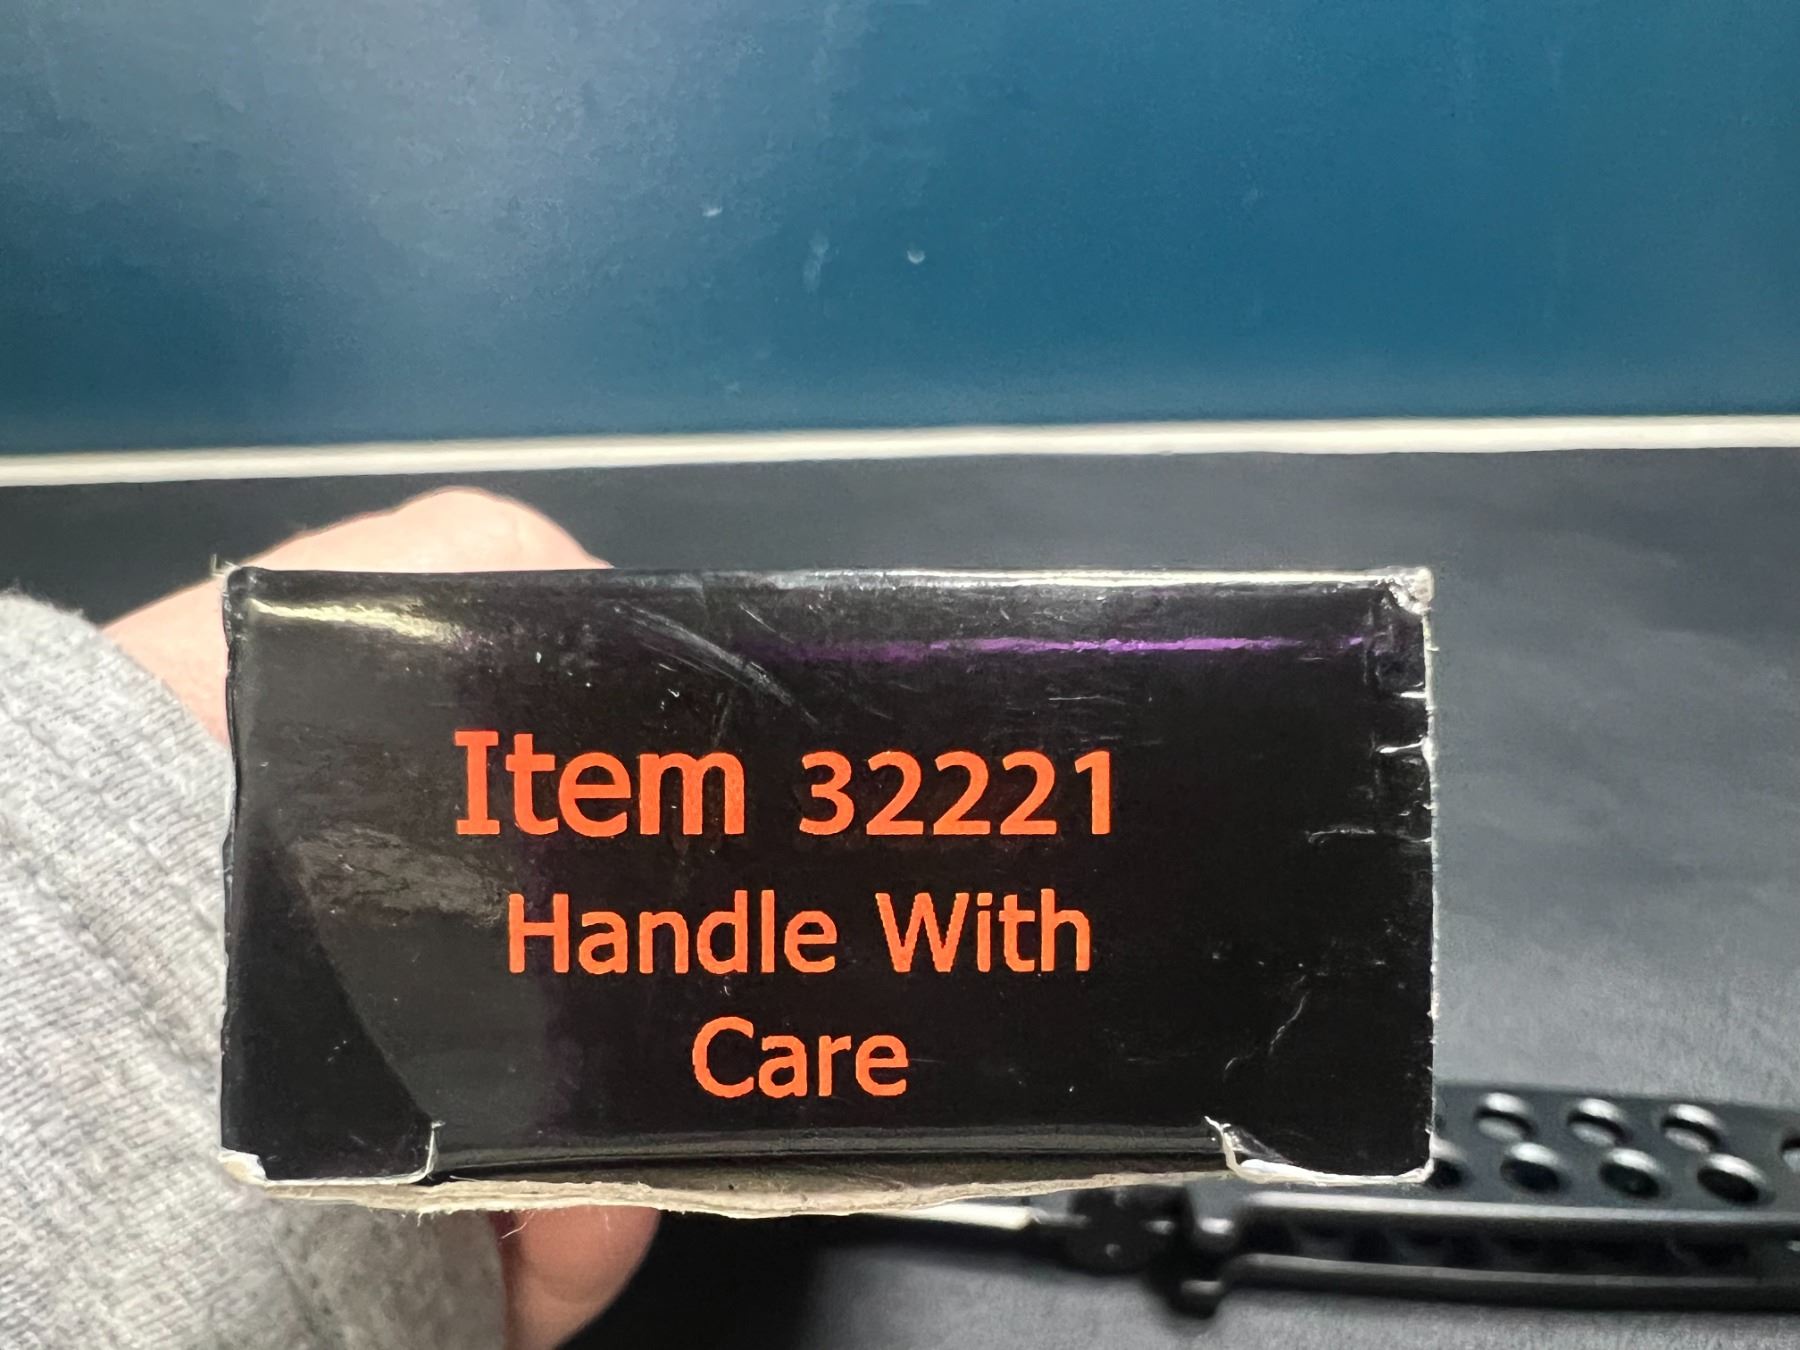 Item 32221
Handle With
Care